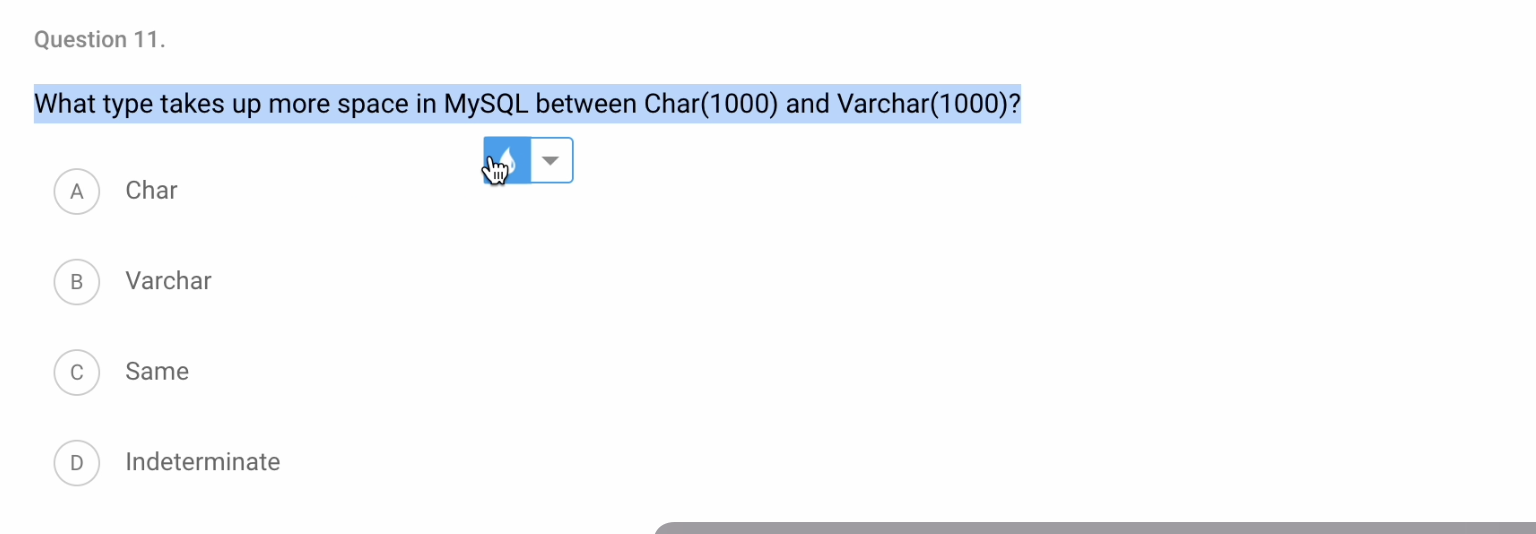 Question 11.
What type takes up more space in MySQL between Char(1000) and Varchar(1000)?
A Char
B Varchar
C Same
D Indeterminate